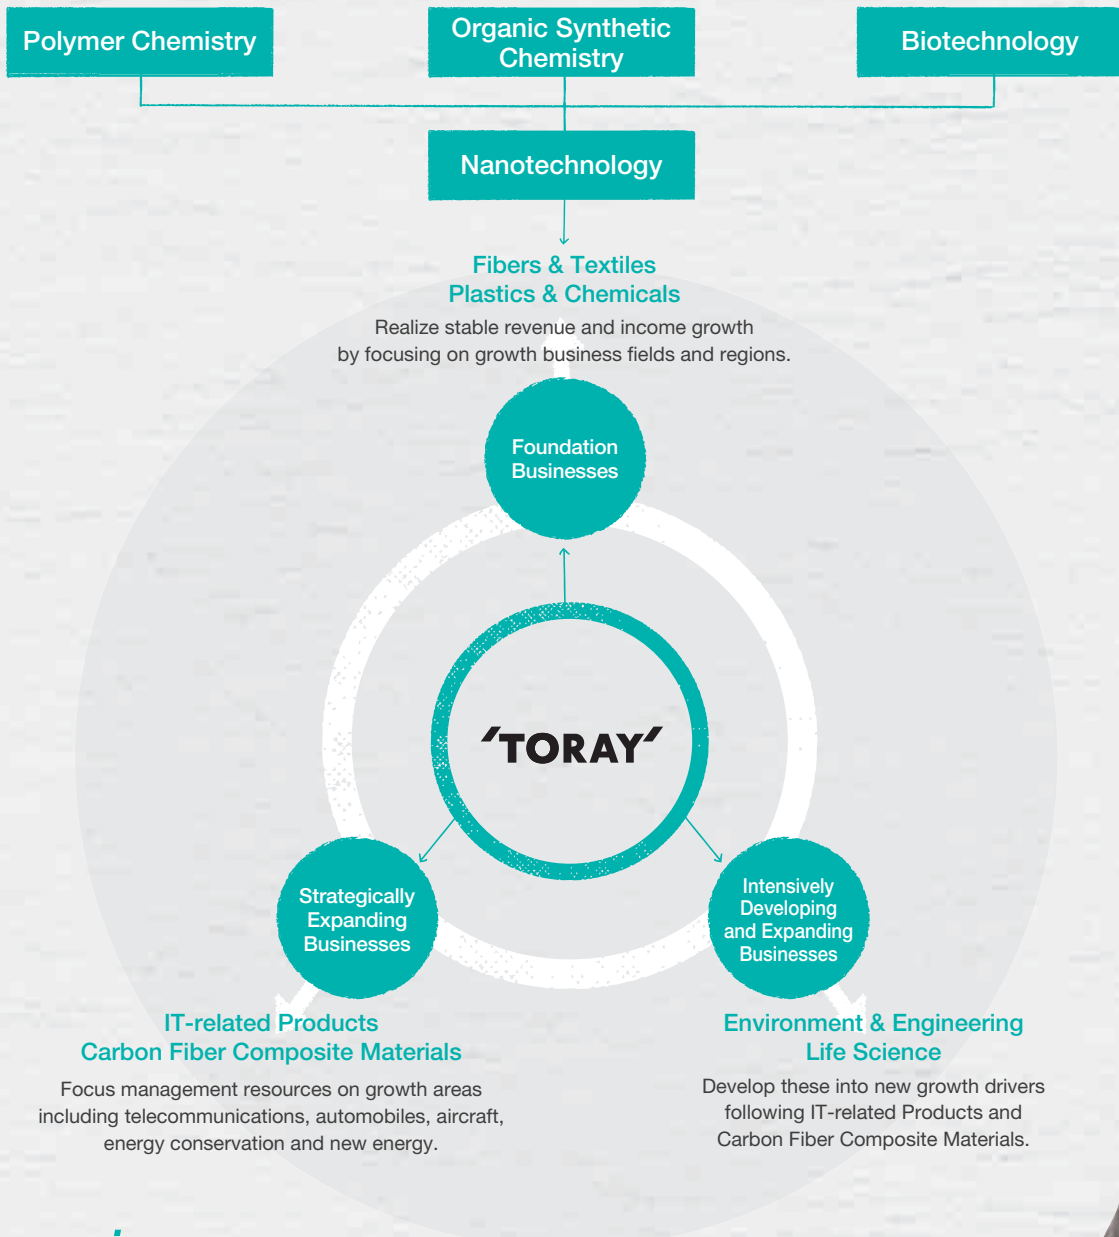 Polymer Chemistry
Organic Synthetic
Chemistry
Biotechnology
Nanotechnology
Fibers & Textiles
Plastics & Chemicals
Realize stable revenue and income growth
by focusing on growth business fields and regions.
Foundation
Businesses
'TORAY'
Strategically
Expanding
Businesses
Intensively
Developing
and Expanding
Businesses
IT-related Products
Carbon Fiber Composite Materials
Focus management resources on growth areas
including telecommunications, automobiles, aircraft,
energy conservation and new energy.
Environment & Engineering
Life Science
Develop these into new growth drivers
following IT-related Products and
Carbon Fiber Composite Materials.